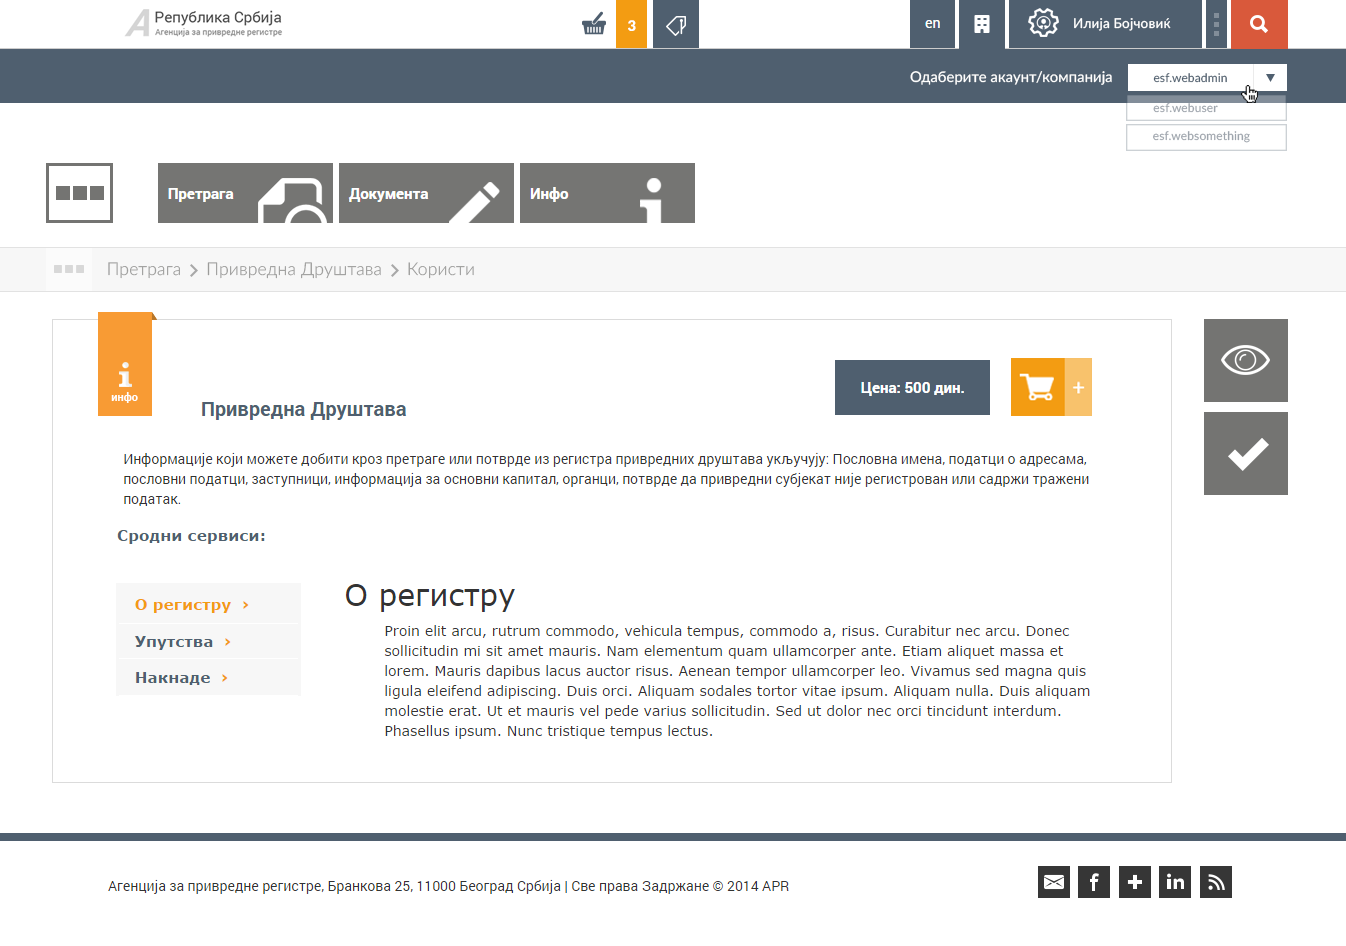 Република Србија
Агенција за привредне регистре
3
en
Илија Бојчовић
Одаберите акаунт/компанија
esf.webadmin
esf.webuser
esf.websomething
Претрага
Документа
Инфо
Претрага > Привредна Друштава > Користи
инфо
Привредна Друштава
Цена: 500 дин.
+
Информације који можете добити кроз претраге или потврде из регистра привредних друштава укључују: Пословна имена, податци о адресама,
пословни податци, заступници, информација за основни капитал, органци, потврде да привредни субјекат није регистрован или садржи тражени
податак.
Сродни сервиси:
О регистру ›
Упутства ›
Накнаде ›
О регистру
Proin elit arcu, rutrum commodo, vehicula tempus, commodo a, risus. Curabitur nec arcu. Donec
sollicitudin mi sit amet mauris. Nam elementum quam ullamcorper ante. Etiam aliquet massa et
lorem. Mauris dapibus lacus auctor risus. Aenean tempor ullamcorper leo. Vivamus sed magna quis
ligula eleifend adipiscing. Duis orci. Aliquam sodales tortor vitae ipsum. Aliquam nulla. Duis aliquam
molestie erat. Ut et mauris vel pede varius sollicitudin. Sed ut dolor nec orci tincidunt interdum.
Phasellus ipsum. Nunc tristique tempus lectus.
Агенција за привредне регистре, Бранкова 25, 11000 Београд Србија | Све права Задржане © 2014 APR